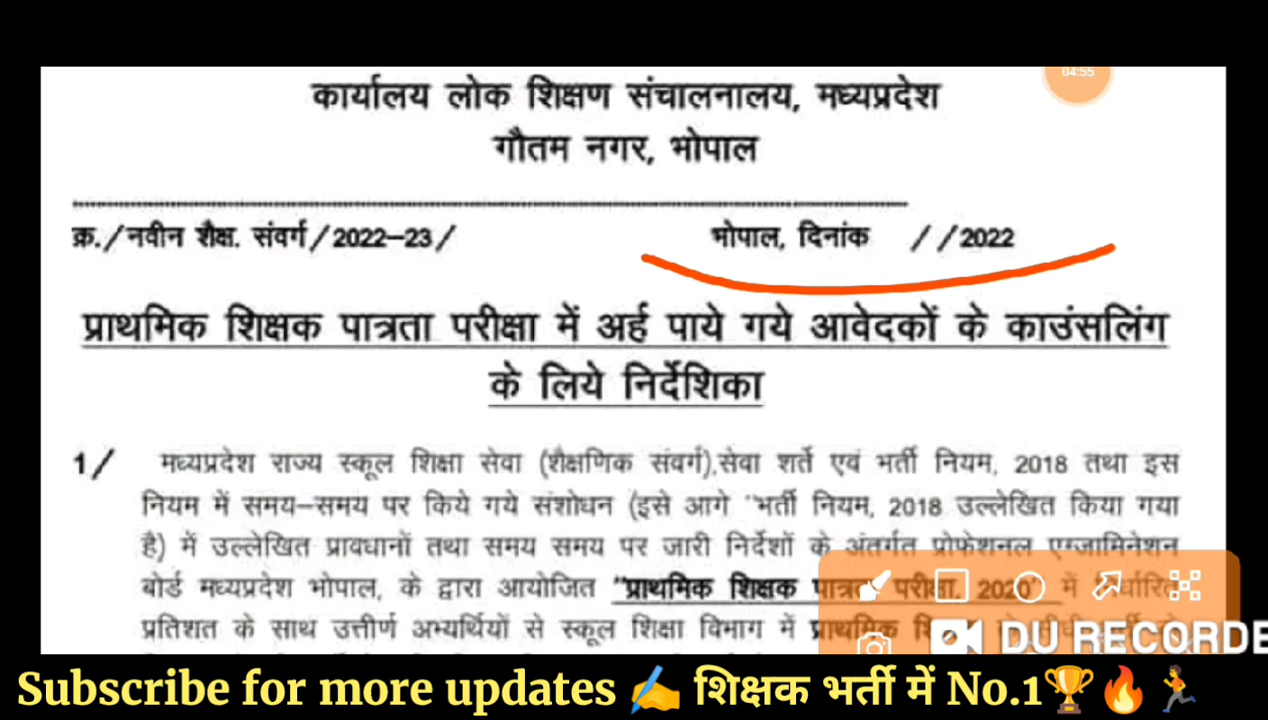 04:55
कार्यालय लोक शिक्षण संचालनालय, मध्यप्रदेश
गौतम नगर, भोपाल
क्र./नवीन शैक्ष. संवर्ग/2022–23/ भोपाल, दिनांक / /2022
प्राथमिक शिक्षक पात्रता परीक्षा में अर्ह पाये गये आवेदकों के काउंसलिंग
के लिये निर्देशिका
1/ मध्यप्रदेश राज्य स्कूल शिक्षा सेवा (शैक्षणिक संवर्ग),सेवा शर्ते एवं भर्ती नियम, 2018 तथा इस
नियम में समय–समय पर किये गये संशोधन (इसे आगे "भर्ती नियम, 2018 उल्लेखित किया गया
है) में उल्लेखित प्रावधानों तथा समय समय पर जारी निर्देशों के अंतर्गत प्रोफेशनल एग्जामिनेशन
बोर्ड मध्यप्रदेश भोपाल, के द्वारा आयोजित "प्राथमिक शिक्षक पात्रता परीक्षा, 2020" में
प्रतिशत के साथ उत्तीर्ण अभ्यर्थियों से स्कूल शिक्षा विभाग में प्राथमिक
DU RECORDE
Subscribe for more updates ✍️ शिक्षक भर्ती में No.1🏆🔥🏃